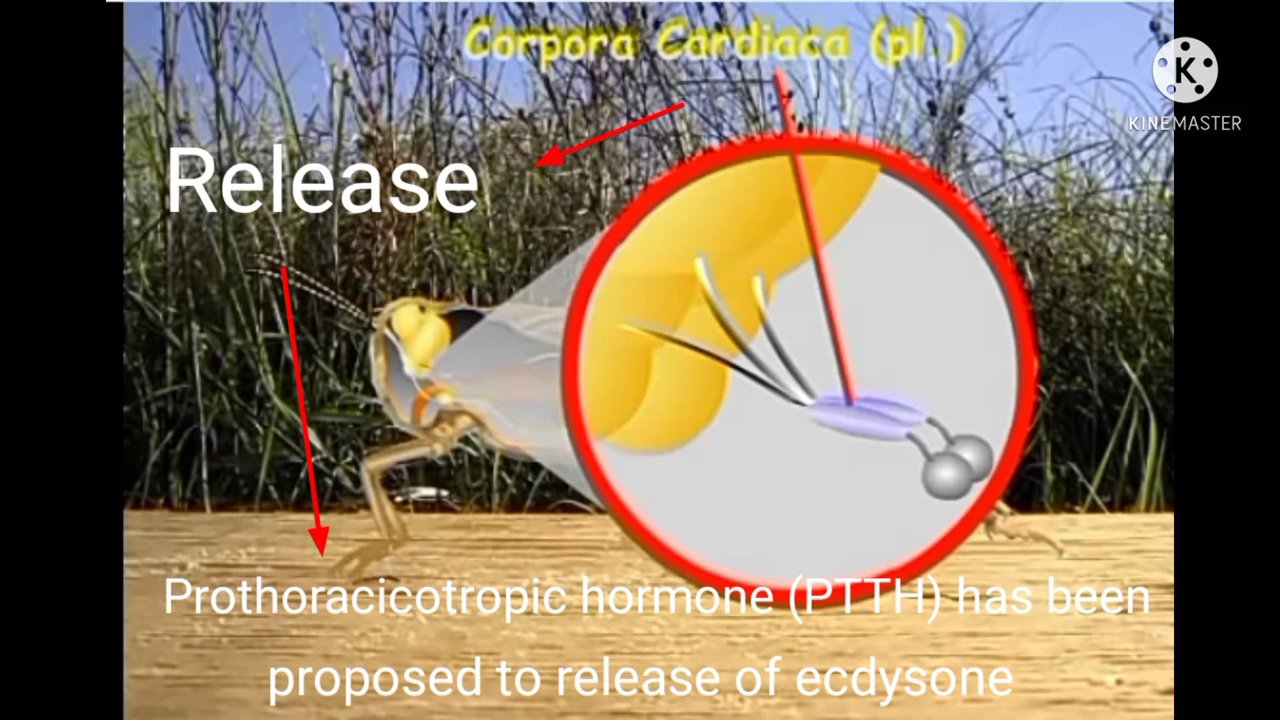 Corpora Cardiaca (pl.)
K
KINEMASTER
Release
Prothoracicotropic hormone (PTTH) has been
proposed to release of ecdysone